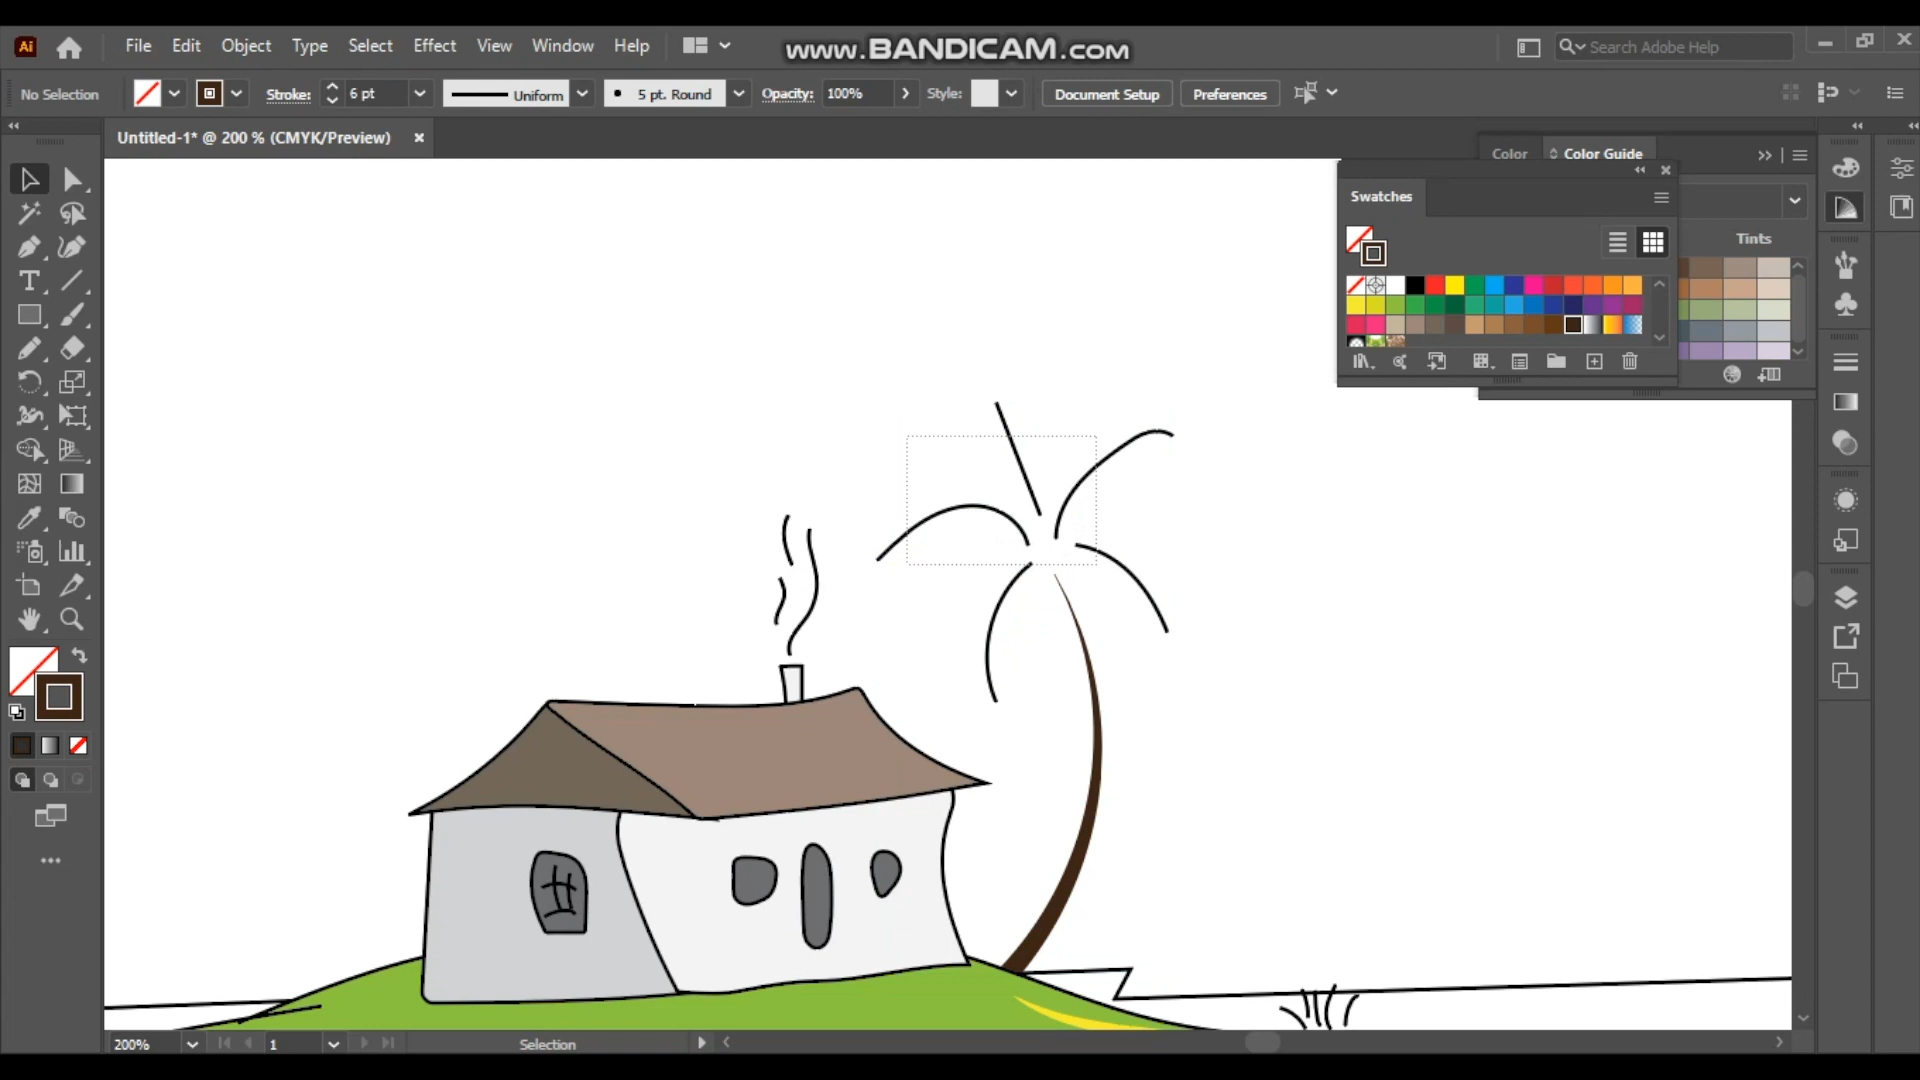 Ai File Edit Object Type Select Effect View Window Help www.BANDICAM.com Search Adobe Help
No Selection Stroke: 6 pt Uniform 5 pt. Round Opacity: 100% Style: Document Setup Preferences
Untitled-1* @ 200 % (CMYK/Preview)
Color Color Guide
Swatches
Tints
200% 1 Selection